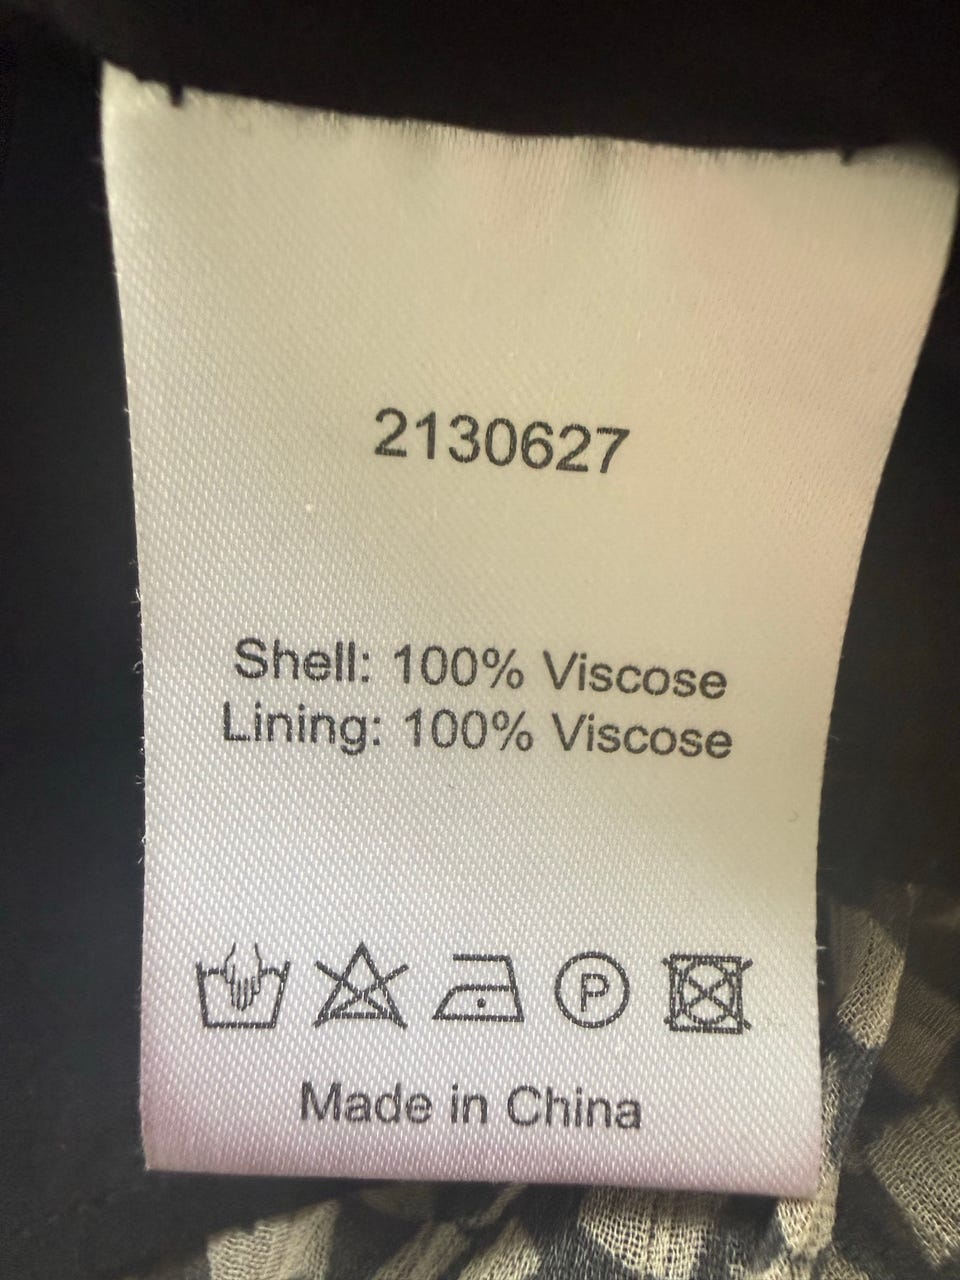 2130627
Shell: 100% Viscose
Lining: 100% Viscose
P
Made in China